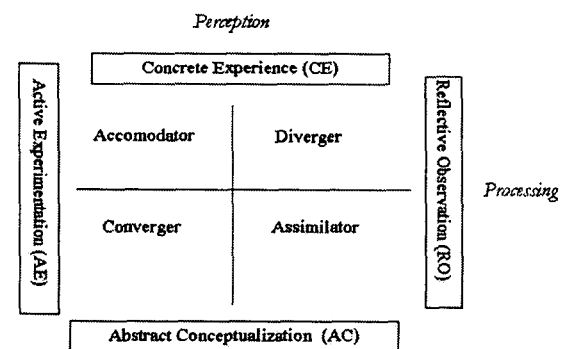 Perception
Concrete Experience (CE)
Active Experimentation (AE)
Accomodator
Diverger
Reflective Observation (RO)
Processing
Converger
Assimilator
Abstract Conceptualization (AC)